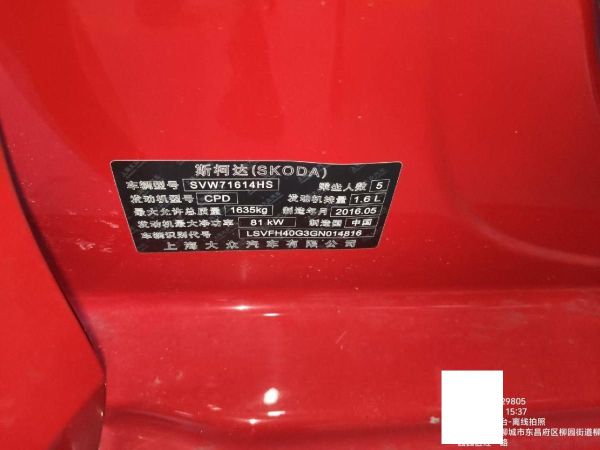 斯柯达(SKODA)
车辆型号 SVW71614HS 乘坐人数 5
发动机型号 CPD 发动机排量 1.6 L
最大允许总质量 1635kg 制造年月 2016.05
发动机最大净功率 81 kW 制造国 中国
车辆识别代号 LSVFH40G3GN014816
上海大众汽车有限公司
29805
15:37
-离线拍照
聊城市东昌府区柳园街道柳
路